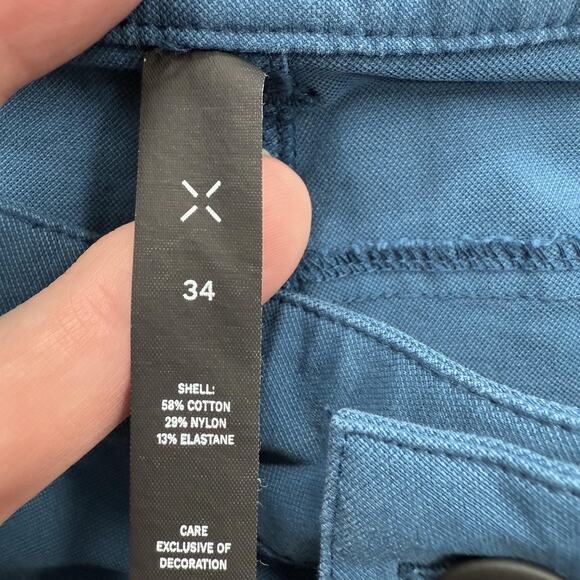 34
SHELL:
58% COTTON
29% NYLON
13% ELASTANE
CARE
EXCLUSIVE OF
DECORATION